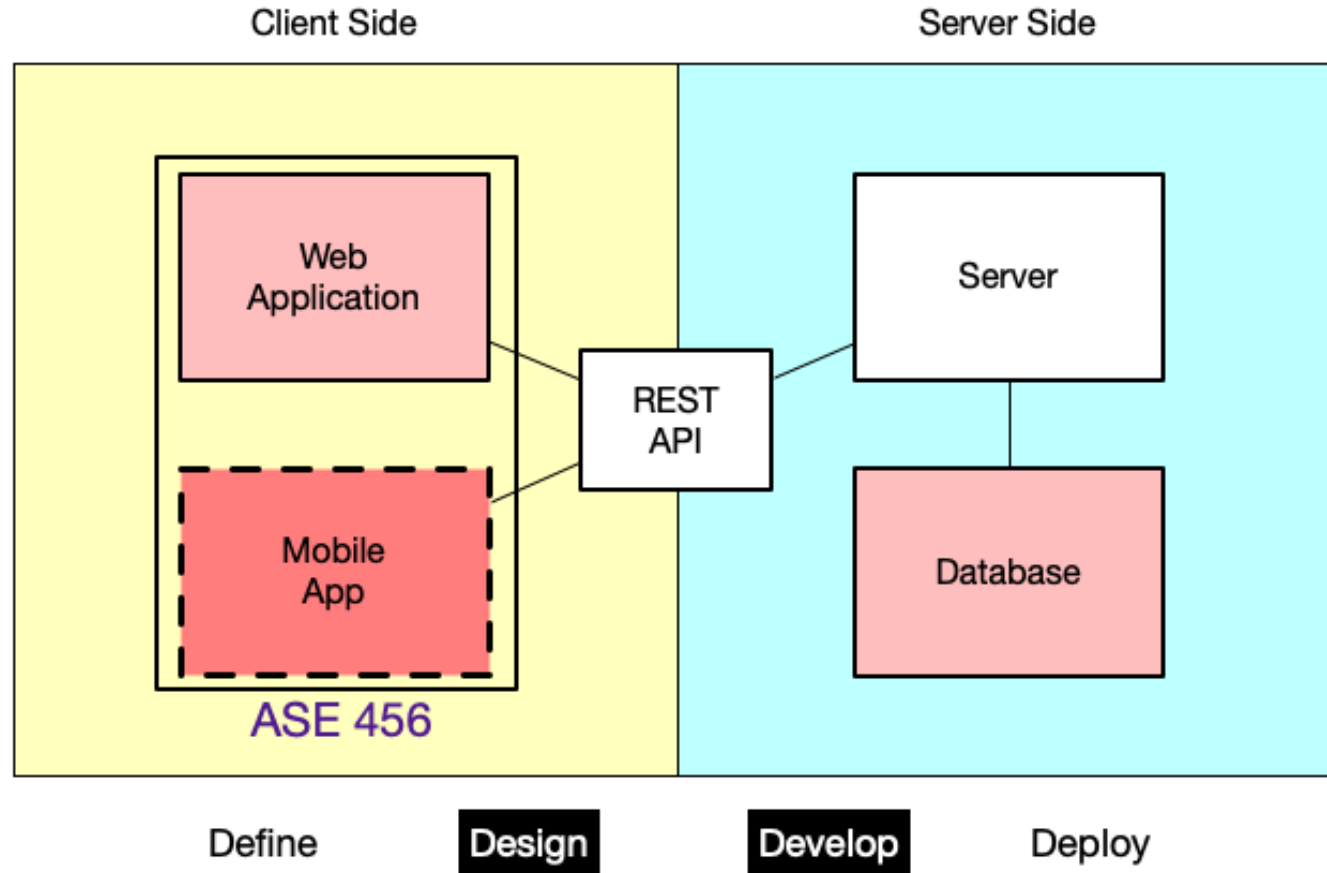 Client Side
Server Side
Web
Application
Server
REST
API
Mobile
App
Database
ASE 456
Define
Design
Develop
Deploy